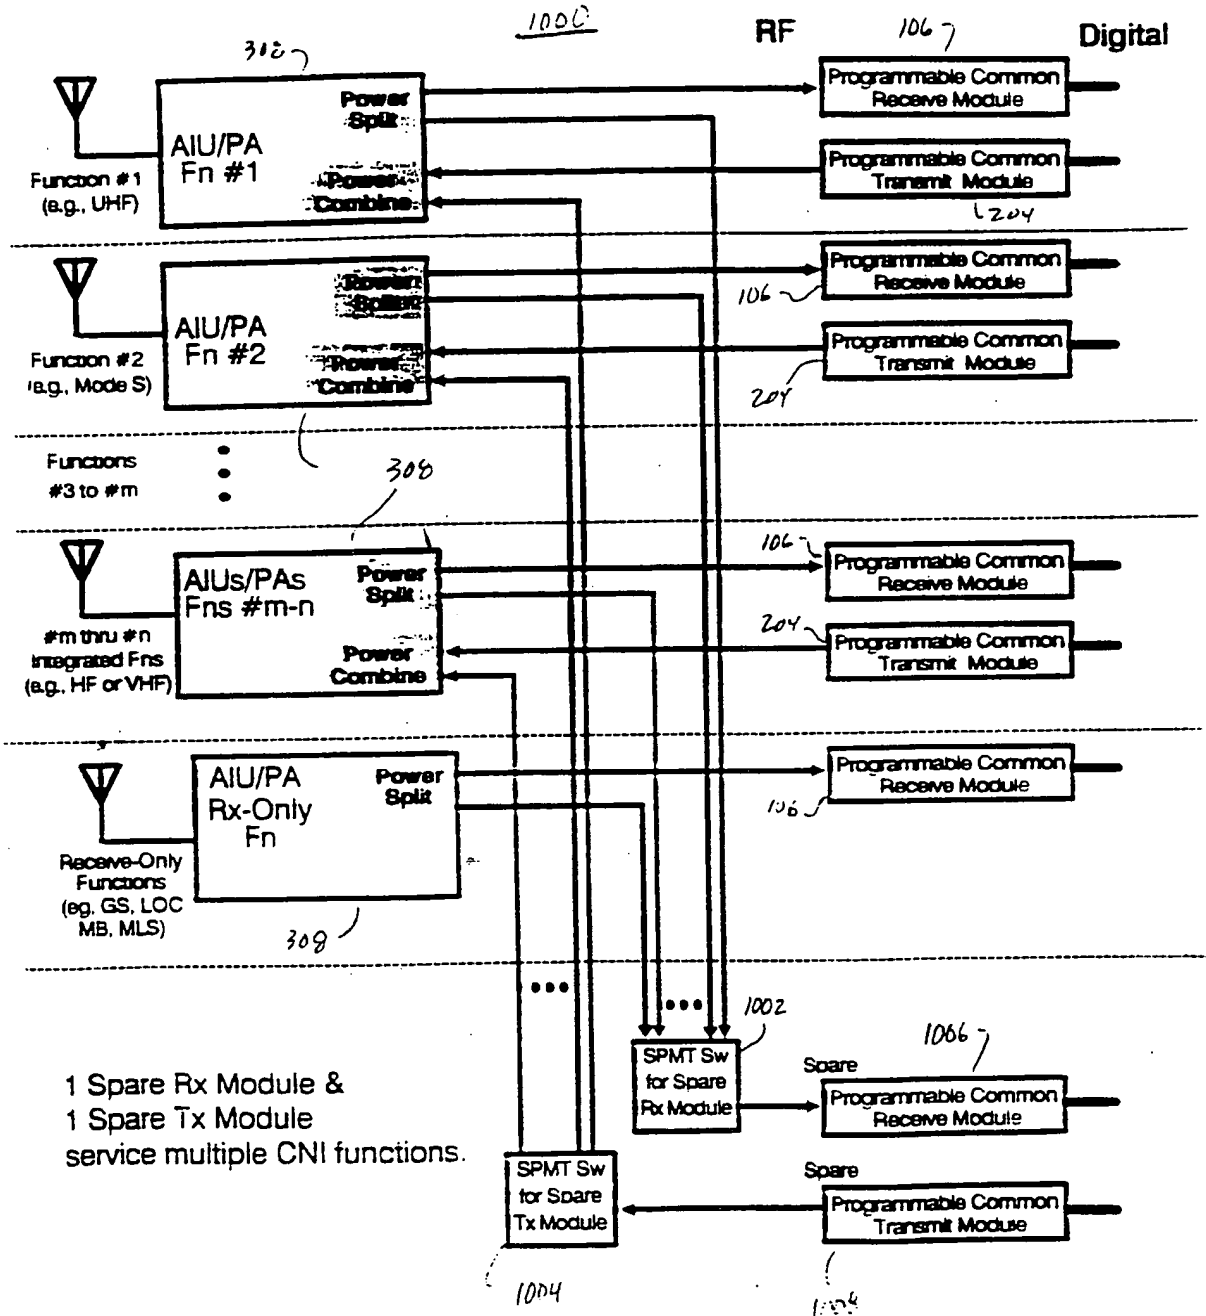 1000
RF
Digital
308
106
Programmable Common
Receive Module
Power
Split
AIU/PA
Fn #1
Power
Combine
Programmable Common
Transmit Module
204
Function #1
(e.g., UHF)
Programmable Common
Receive Module
106
Power
Split
AIU/PA
Fn #2
Power
Combine
Programmable Common
Transmit Module
204
Function #2
(e.g., Mode S)
Functions
#3 to #m
308
AIUs/PAs
Fns #m-n
Power
Split
Power
Combine
106
Programmable Common
Receive Module
204
Programmable Common
Transmit Module
#m thru #n
Integrated Fns
(e.g., HF or VHF)
AIU/PA
Rx-Only
Fn
Power
Split
Programmable Common
Receive Module
106
Receive-Only
Functions
(eg, GS, LOC
MB, MLS)
308
1002
SPMT Sw
for Spare
Rx Module
1006
Spare
Programmable Common
Receive Module
1 Spare Rx Module &
1 Spare Tx Module
service multiple CNI functions.
SPMT Sw
for Spare
Tx Module
1004
Spare
Programmable Common
Transmit Module
1008